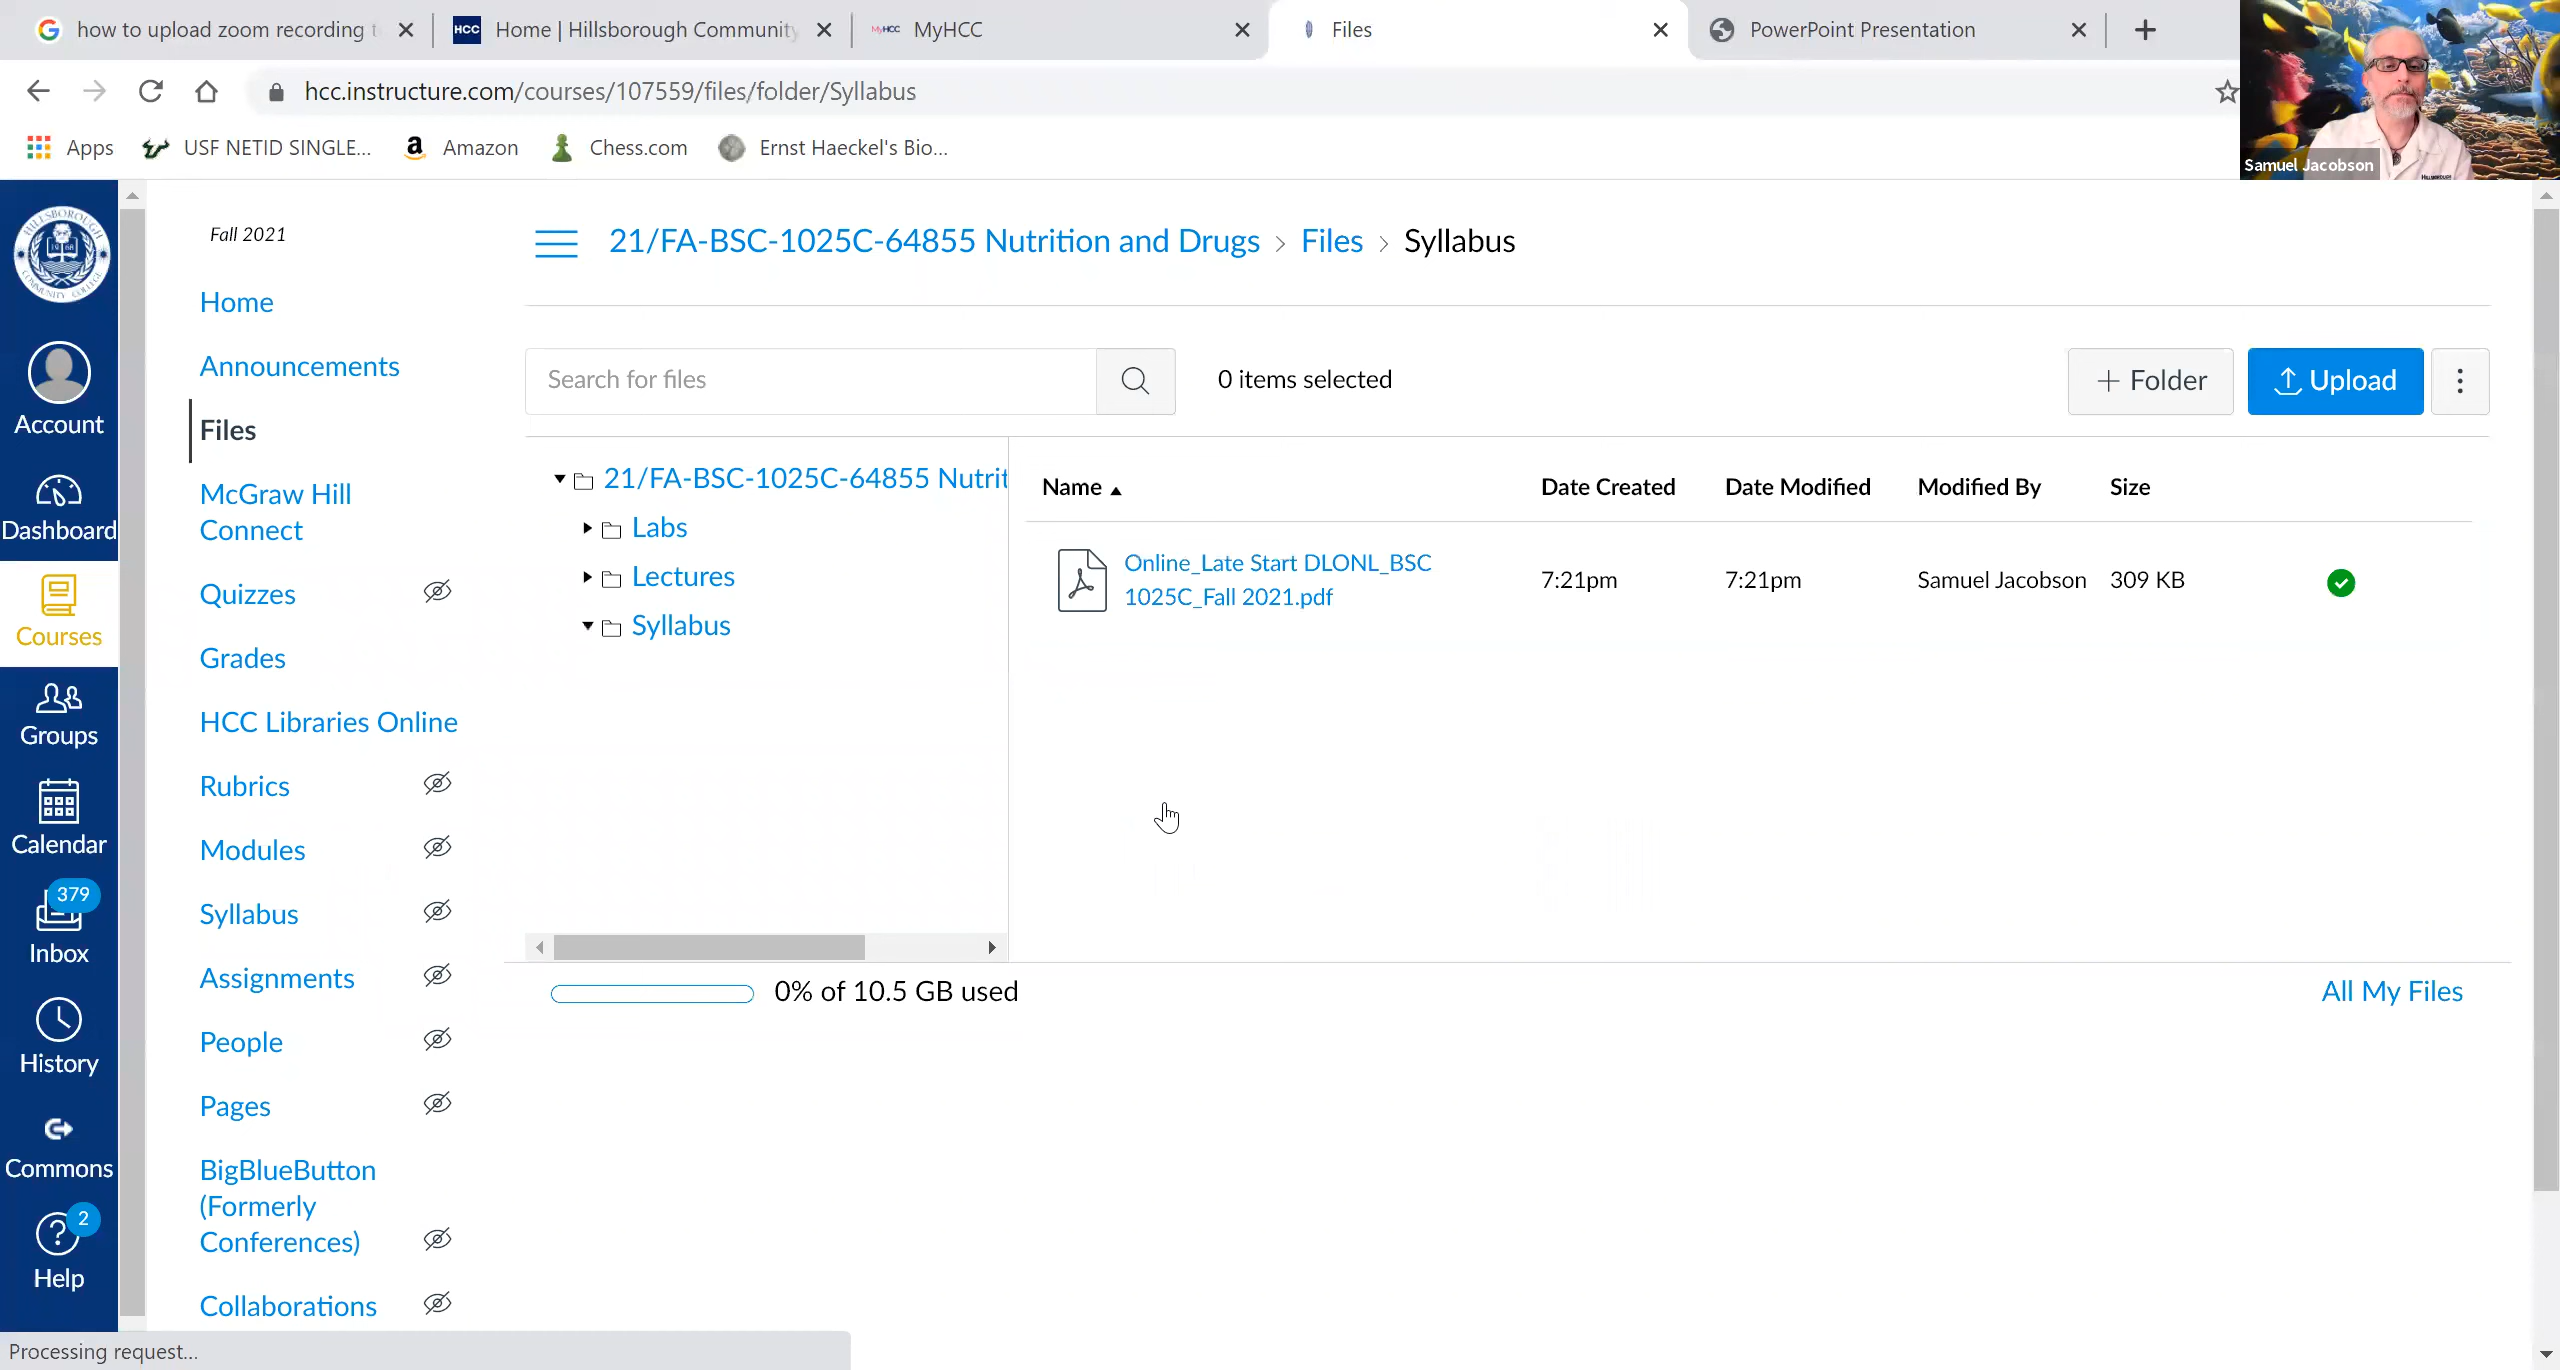 how to upload zoom recording t
HCC Home | Hillsborough Community
MyHCC MyHCC
Files
PowerPoint Presentation
hcc.instructure.com/courses/107559/files/folder/Syllabus
Apps
USF NETID SINGLE...
Amazon
Chess.com
Ernst Haeckel's Bio...
Samuel Jacobson
Account
Dashboard
Courses
Groups
Calendar
379
Inbox
History
Commons
2
Help
Fall 2021
Home
Announcements
Files
McGraw Hill
Connect
Quizzes
Grades
HCC Libraries Online
Rubrics
Modules
Syllabus
Assignments
People
Pages
BigBlueButton
(Formerly
Conferences)
Collaborations
21/FA-BSC-1025C-64855 Nutrition and Drugs > Files > Syllabus
Search for files
0 items selected
+ Folder
Upload
21/FA-BSC-1025C-64855 Nutrit
Labs
Lectures
Syllabus
Name Date Created Date Modified Modified By Size
Online_Late Start DLONL_BSC
1025C_Fall 2021.pdf
7:21pm 7:21pm Samuel Jacobson 309 KB
0% of 10.5 GB used
All My Files
Processing request...